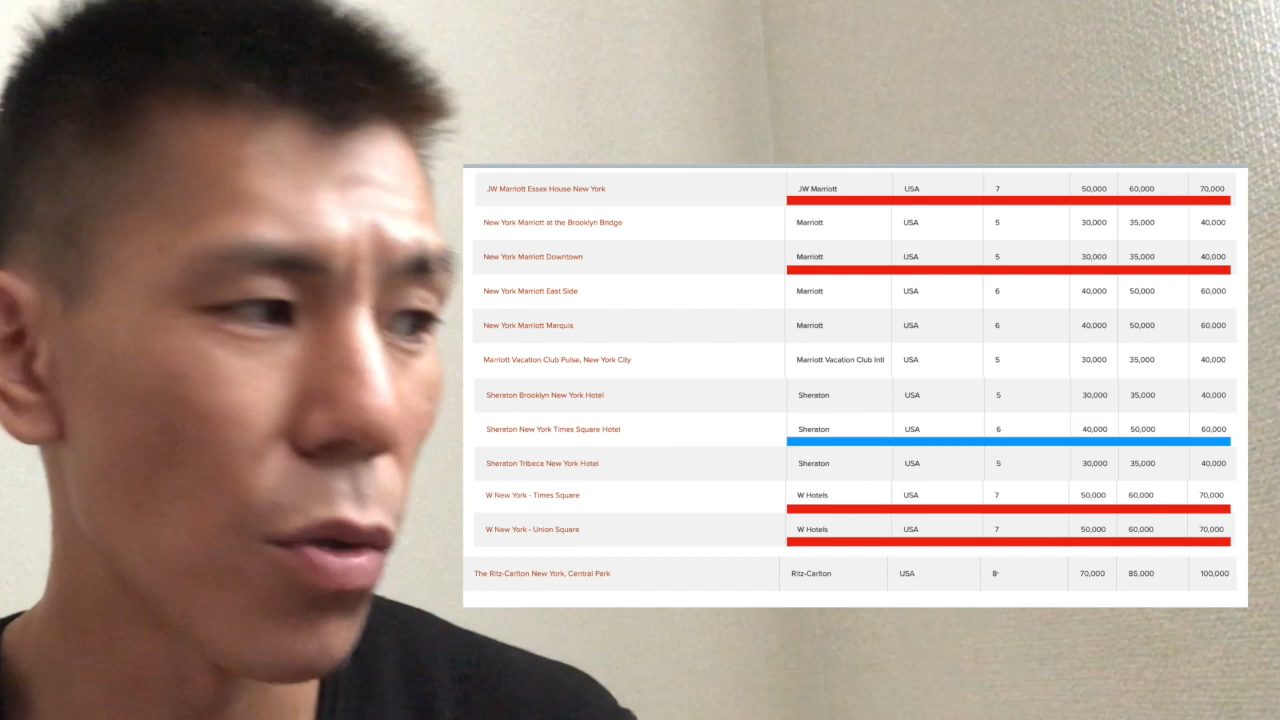 JW Marriott Essex House New York JW Marriott USA 7 50,000 60,000 70,000
New York Marriott at the Brooklyn Bridge Marriott USA 5 30,000 35,000 40,000
New York Marriott Downtown Marriott USA 5 30,000 35,000 40,000
New York Marriott East Side Marriott USA 6 40,000 50,000 60,000
New York Marriott Marquis Marriott USA 6 40,000 50,000 60,000
Marriott Vacation Club Pulse, New York City Marriott Vacation Club Intl USA 5 30,000 35,000 40,000
Sheraton Brooklyn New York Hotel Sheraton USA 5 30,000 35,000 40,000
Sheraton New York Times Square Hotel Sheraton USA 6 40,000 50,000 60,000
Sheraton Tribeca New York Hotel Sheraton USA 5 30,000 35,000 40,000
W New York - Times Square W Hotels USA 7 50,000 60,000 70,000
W New York - Union Square W Hotels USA 7 50,000 60,000 70,000
The Ritz-Carlton New York, Central Park Ritz-Carlton USA 8* 70,000 85,000 100,000